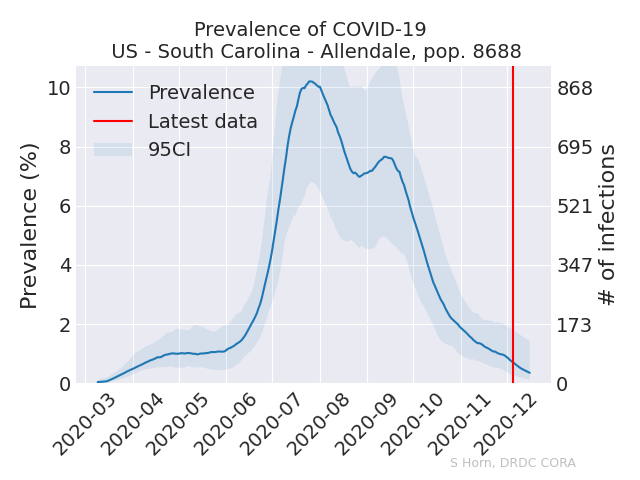 Prevalence of COVID-19
US - South Carolina - Allendale, pop. 8688
Prevalence
Latest data
95CI
Prevalence (%)
10
8
6
4
2
0
868
695
521
347
173
0
# of infections
2020-03
2020-04
2020-05
2020-06
2020-07
2020-08
2020-09
2020-10
2020-11
2020-12
S Horn, DRDC CORA